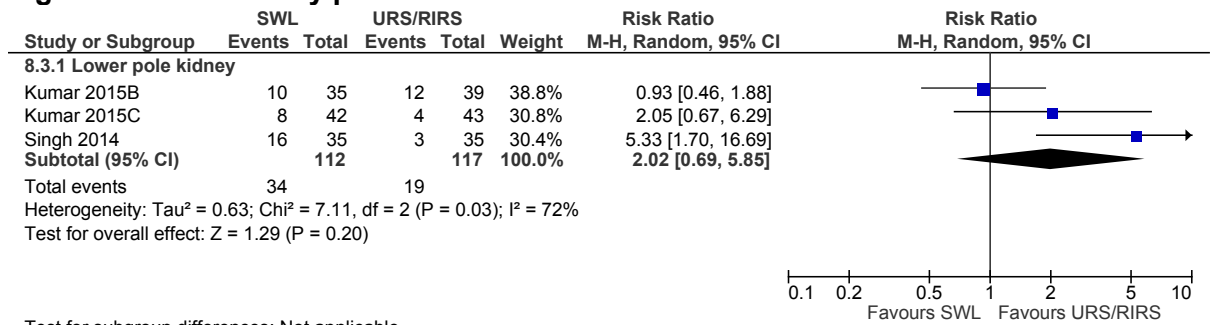 SWL URS/RIRS Risk Ratio Risk Ratio
Study or Subgroup Events Total Events Total Weight M-H, Random, 95% CI M-H, Random, 95% CI
8.3.1 Lower pole kidney
Kumar 2015B 10 35 12 39 38.8% 0.93 [0.46, 1.88]
Kumar 2015C 8 42 4 43 30.8% 2.05 [0.67, 6.29]
Singh 2014 16 35 3 35 30.4% 5.33 [1.70, 16.69]
Subtotal (95% CI) 112 117 100.0% 2.02 [0.69, 5.85]
Total events 34 19
Heterogeneity: Tau² = 0.63; Chi² = 7.11, df = 2 (P = 0.03); I² = 72%
Test for overall effect: Z = 1.29 (P = 0.20)
0.1 0.2 0.5 1 2 5 10
Favours SWL Favours URS/RIRS
Test for subgroup differences: Not applicable